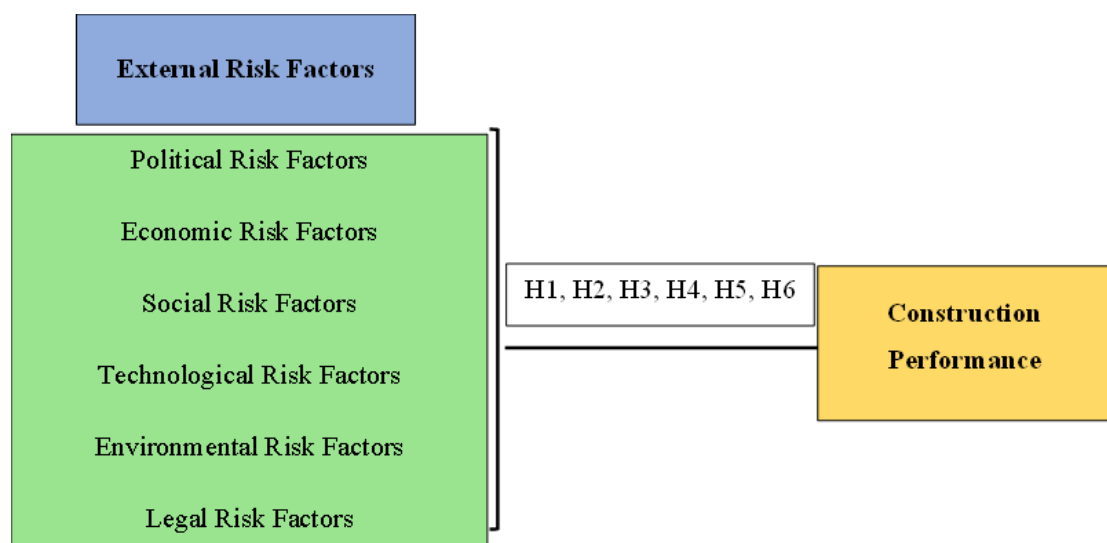 External Risk Factors
Political Risk Factors
Economic Risk Factors
Social Risk Factors
Technological Risk Factors
Environmental Risk Factors
Legal Risk Factors
H1, H2, H3, H4, H5, H6
Construction
Performance